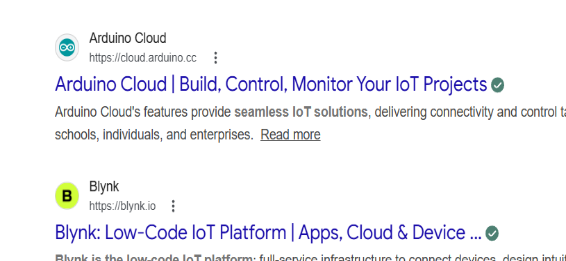 Arduino Cloud
https://cloud.arduino.cc
Arduino Cloud | Build, Control, Monitor Your IoT Projects
Arduino Cloud's features provide seamless IoT solutions, delivering connectivity and control ta
schools, individuals, and enterprises. Read more
B
Blynk
https://blynk.io
Blynk: Low-Code IoT Platform | Apps, Cloud & Device ...
Blynk is the low-code IoT platform: full-service infrastructure to connect devices, design intuit